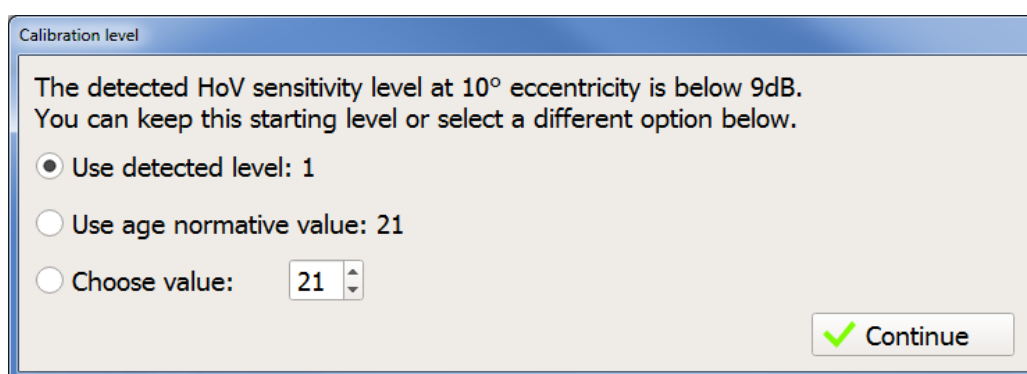 Calibration level
The detected HoV sensitivity level at 10° eccentricity is below 9dB.
You can keep this starting level or select a different option below.
Use detected level: 1
Use age normative value: 21
Choose value: 21
Continue